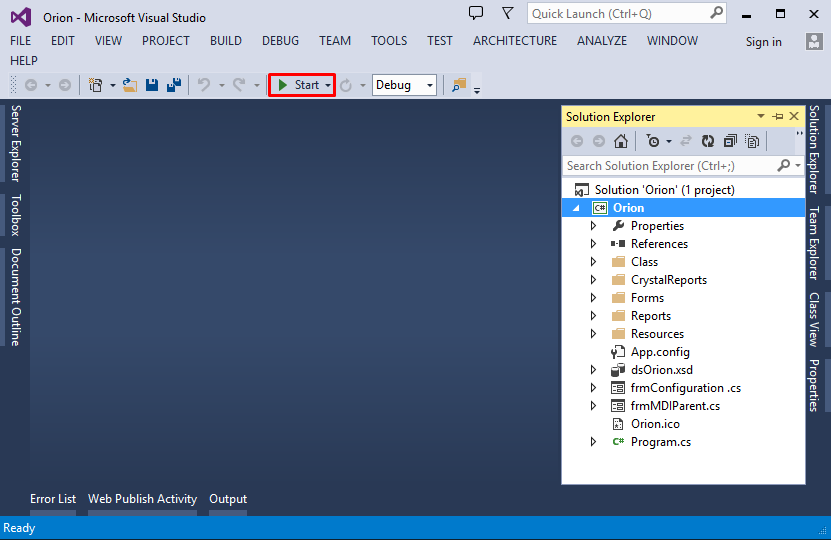 Orion - Microsoft Visual Studio
Quick Launch (Ctrl+Q)
FILE EDIT VIEW PROJECT BUILD DEBUG TEAM TOOLS TEST ARCHITECTURE ANALYZE WINDOW Sign in
HELP
Start Debug
Server Explorer
Toolbox
Document Outline
Solution Explorer
Search Solution Explorer (Ctrl+;)
Solution 'Orion' (1 project)
C# Orion
Properties
References
Class
CrystalReports
Forms
Reports
Resources
App.config
dsOrion.xsd
frmConfiguration .cs
frmMDIParent.cs
Orion.ico
C# Program.cs
Solution Explorer
Team Explorer
Class View
Properties
Error List Web Publish Activity Output
Ready